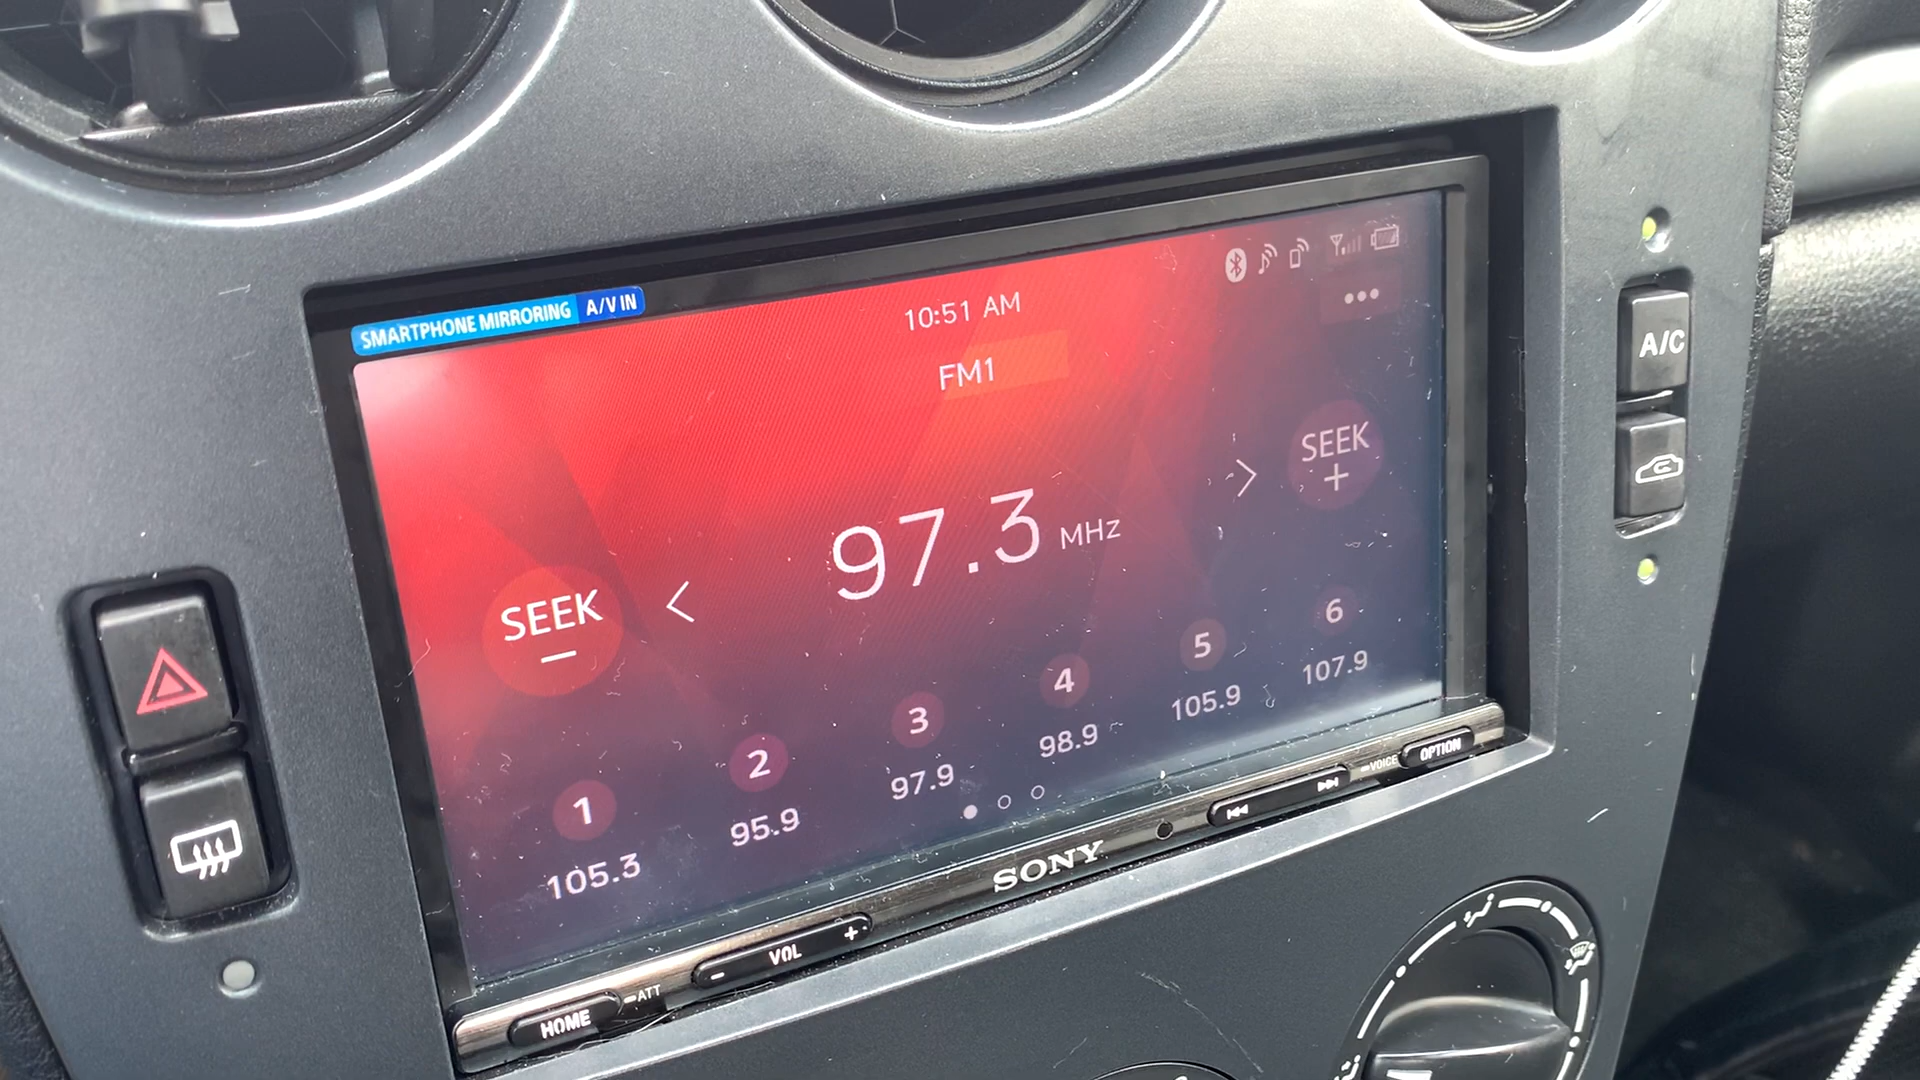 SMARTPHONE MIRRORING A/V IN
10:51 AM
FM1
SEEK
+
97.3 MHz
SEEK
−
1
105.3
2
95.9
3
97.9
4
98.9
5
105.9
6
107.9
SONY
HOME
ATT
- VOL +
VOICE
OPTION
A/C